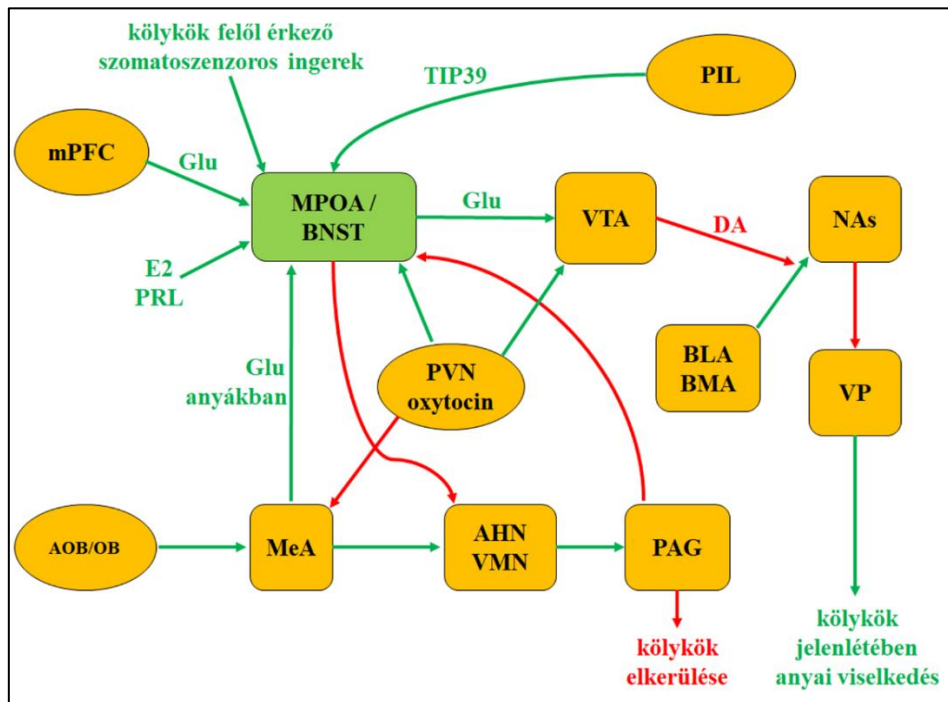 kölykök felől érkező
szomatoszenzoros ingerek
TIP39
PIL
mPFC
Glu
MPOA /
BNST
Glu
VTA
DA
NAs
E2
PRL
Glu
anyákban
PVN
oxytocin
BLA
BMA
VP
AOB/OB
MeA
AHN
VMN
PAG
kölykök
elkerülése
kölykök
jelenlétében
anyai viselkedés